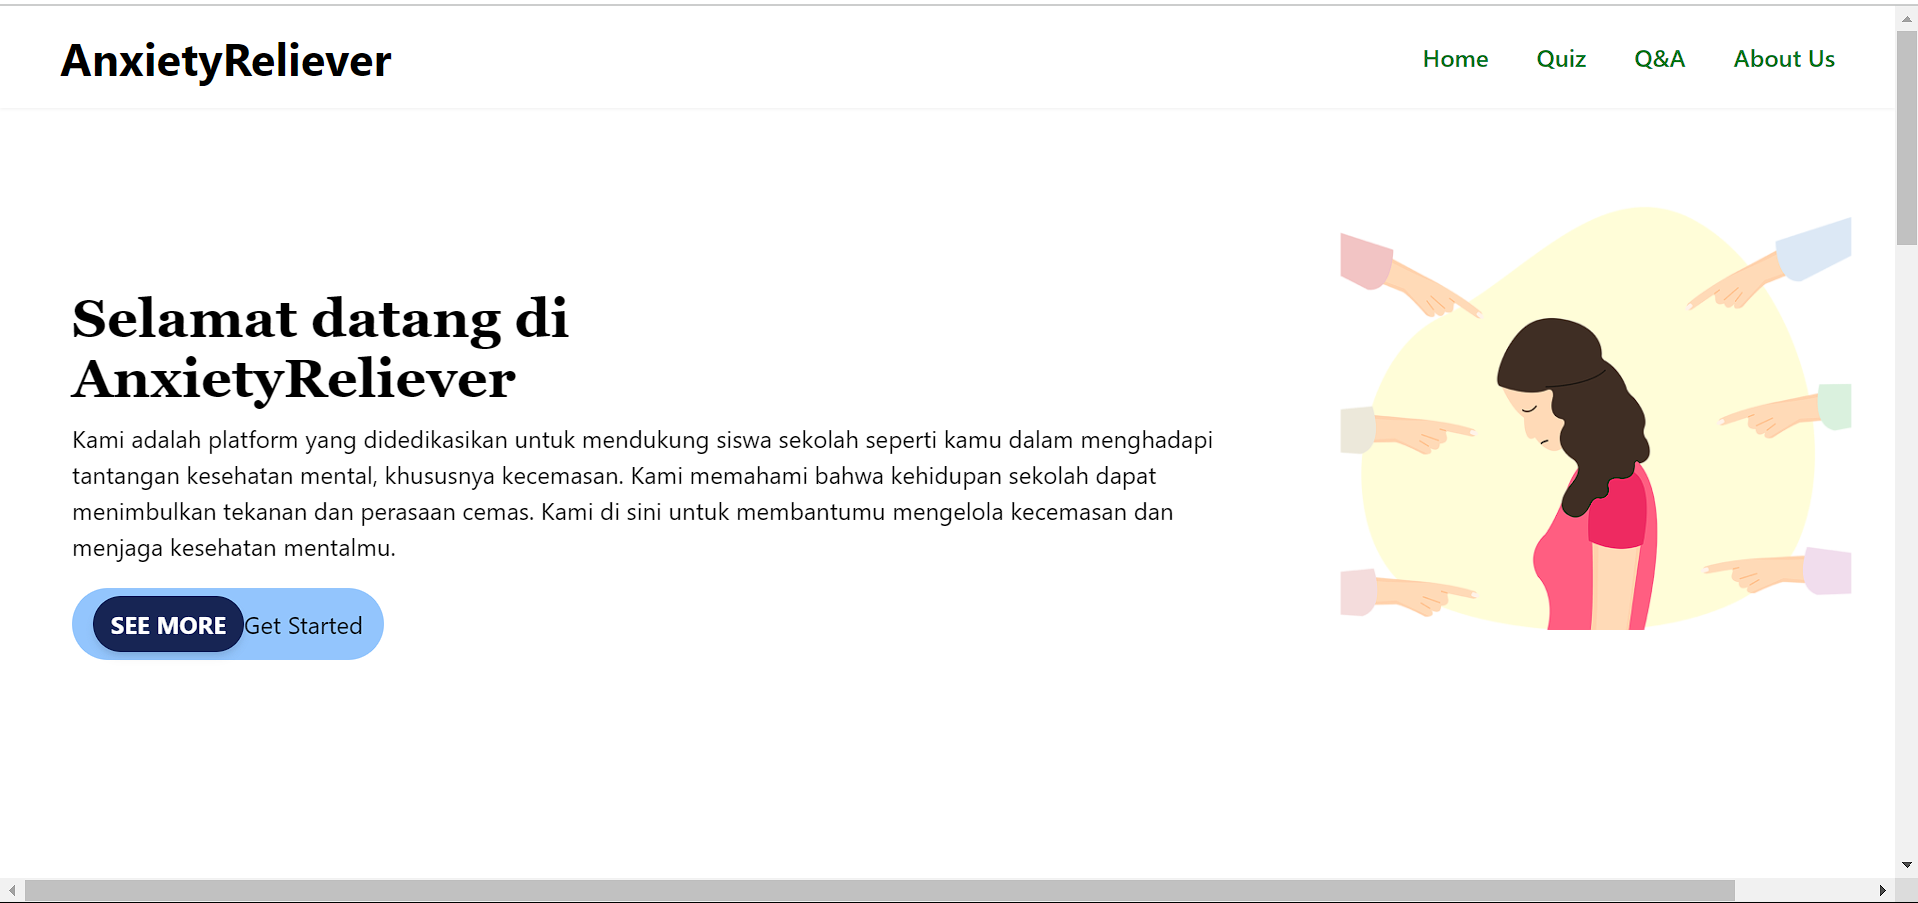 AnxietyReliever
Home Quiz Q&A About Us
Selamat datang di
AnxietyReliever
Kami adalah platform yang didedikasikan untuk mendukung siswa sekolah seperti kamu dalam menghadapi
tantangan kesehatan mental, khususnya kecemasan. Kami memahami bahwa kehidupan sekolah dapat
menimbulkan tekanan dan perasaan cemas. Kami di sini untuk membantumu mengelola kecemasan dan
menjaga kesehatan mentalmu.
SEE MORE Get Started